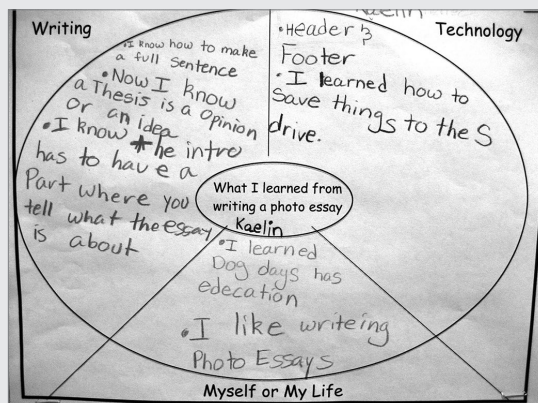 Kaelin
Writing
• I know how to make
a full sentence
• Now I know
a Thesis is a Opinion
or an idea
• I know the intro
has to have a
Part where you
tell what the essay
is about
Technology
• Header &
Footer
• I learned how to
save things to the S
drive.
What I learned from
writing a photo essay
Kaelin
• I learned
Dog days has
edecation
• I like writeing
Photo Essays
Myself or My Life